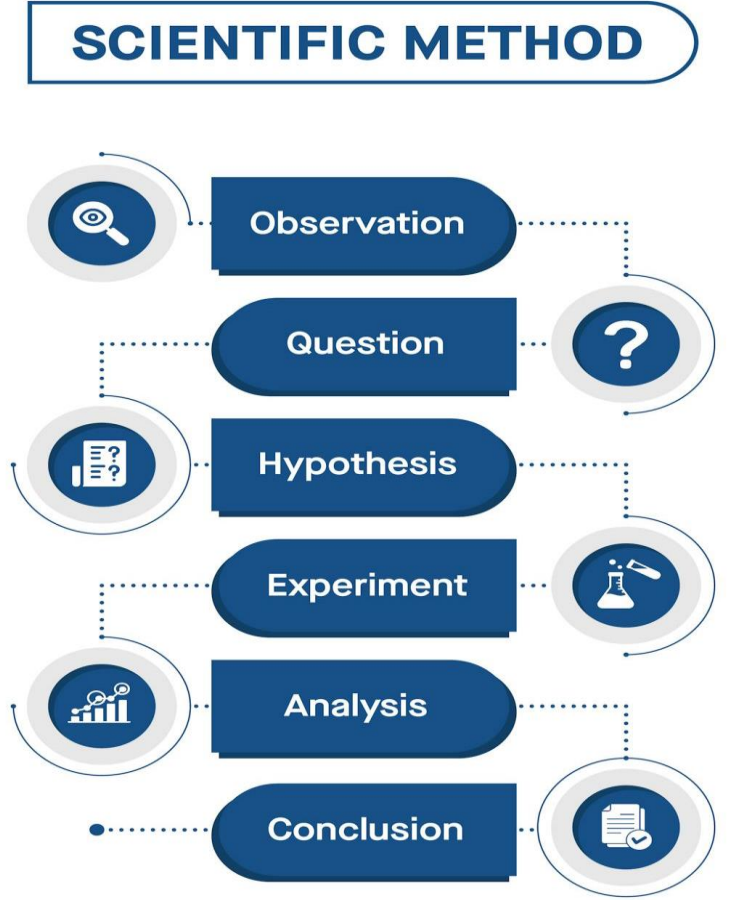 SCIENTIFIC METHOD
Observation
Question
Hypothesis
Experiment
Analysis
Conclusion